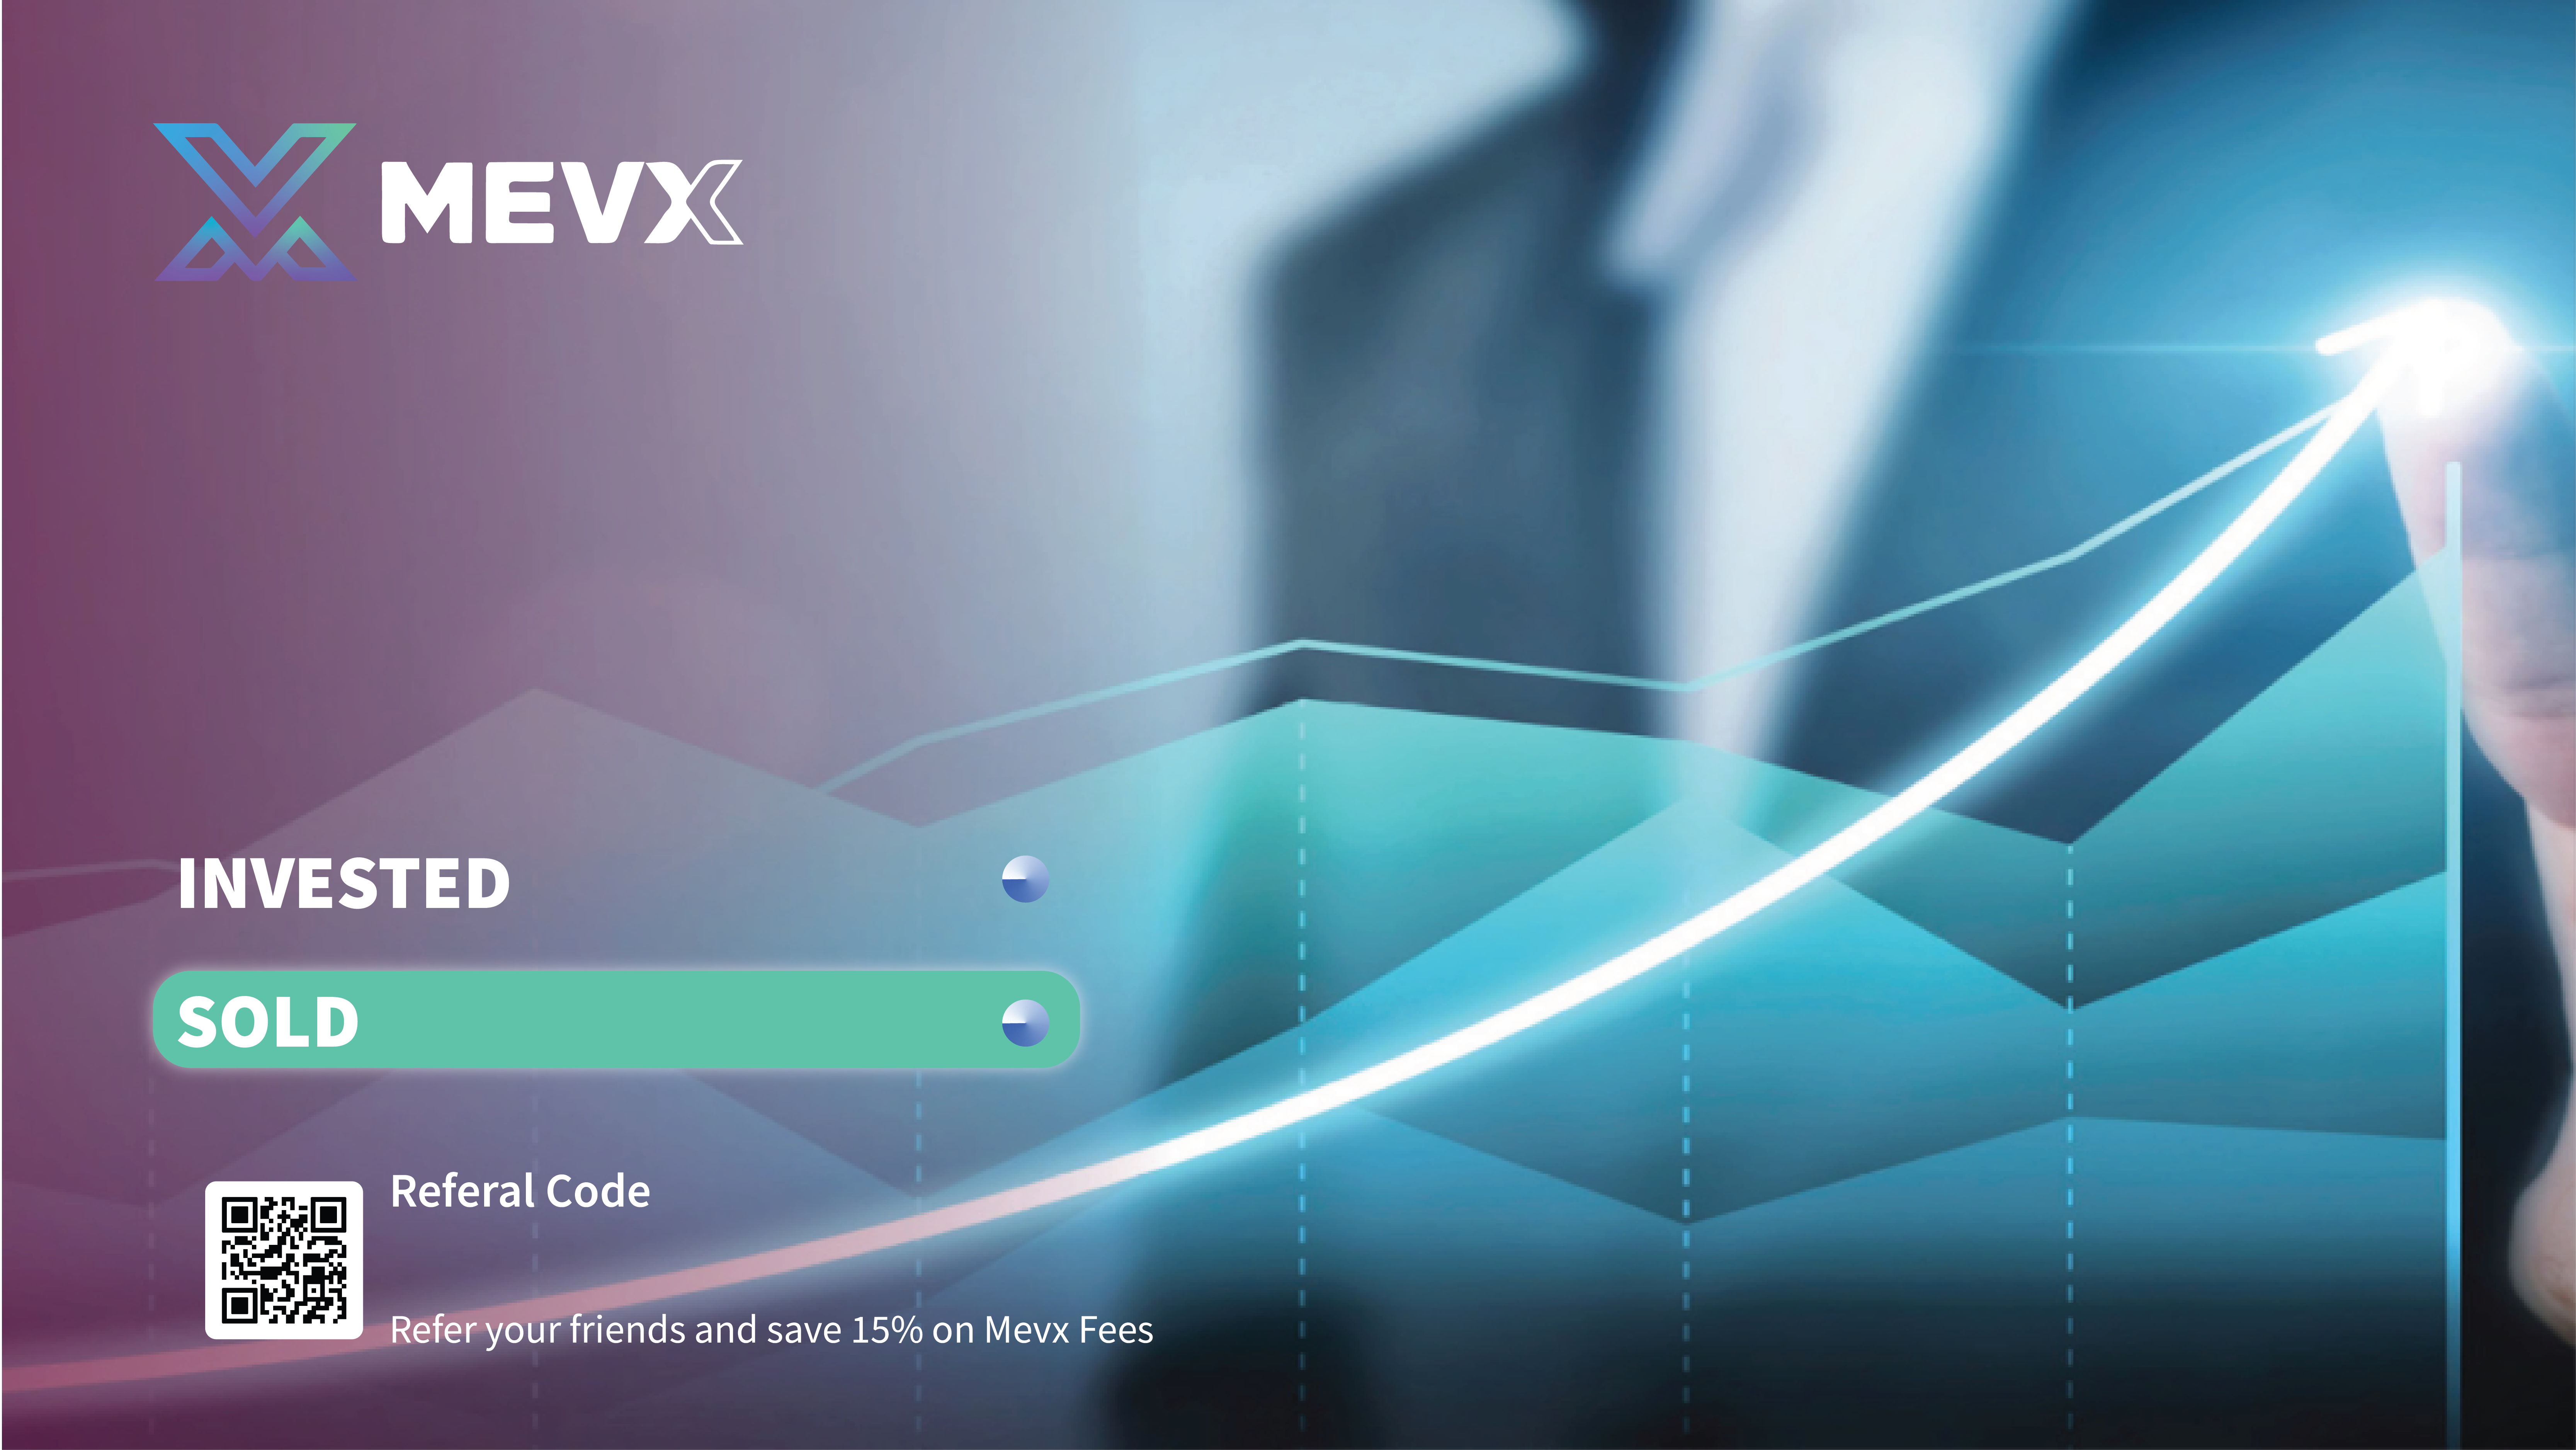 MEVX
INVESTED
SOLD
Referal Code
Refer your friends and save 15% on Mevx Fees